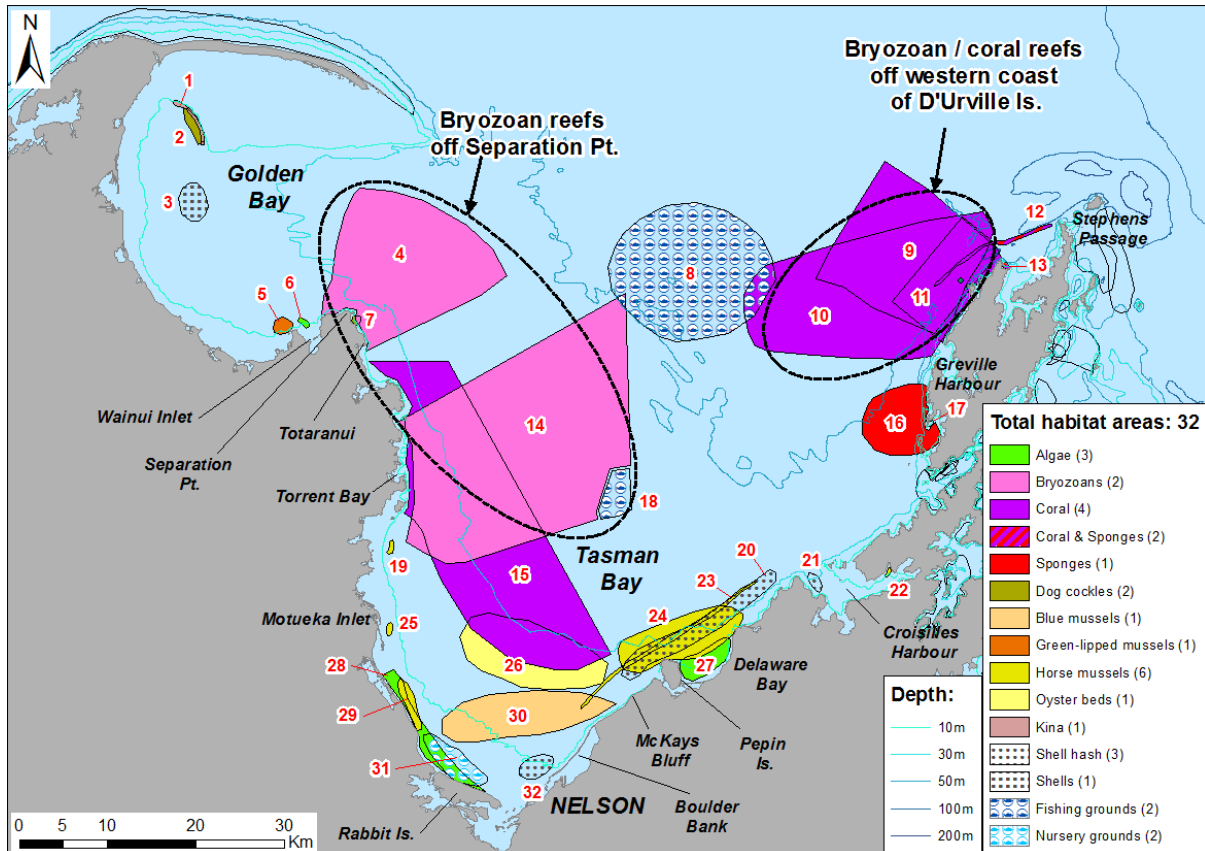 N
1
2
3
Golden
Bay
Bryozoan reefs
off Separation Pt.
Bryozoan / coral reefs
off western coast
of D'Urville Is.
4
5
6
7
8
9
10
11
12
Stephens
Passage
13
Greville
Harbour
Wainui Inlet
Totaranui
Separation
Pt.
Torrent Bay
14
16
17
18
Tasman
Bay
15
19
20
21
22
23
24
Motueka Inlet
25
Croisilles
Harbour
26
27
Delaware
Bay
28
29
30
McKays
Bluff
Pepin
Is.
31
32
NELSON
Boulder
Bank
Rabbit Is.
0 5 10 20 30
Km
Depth:
10m
30m
50m
100m
200m
Total habitat areas: 32
Algae (3)
Bryozoans (2)
Coral (4)
Coral & Sponges (2)
Sponges (1)
Dog cockles (2)
Blue mussels (1)
Green-lipped mussels (1)
Horse mussels (6)
Oyster beds (1)
Kina (1)
Shell hash (3)
Shells (1)
Fishing grounds (2)
Nursery grounds (2)